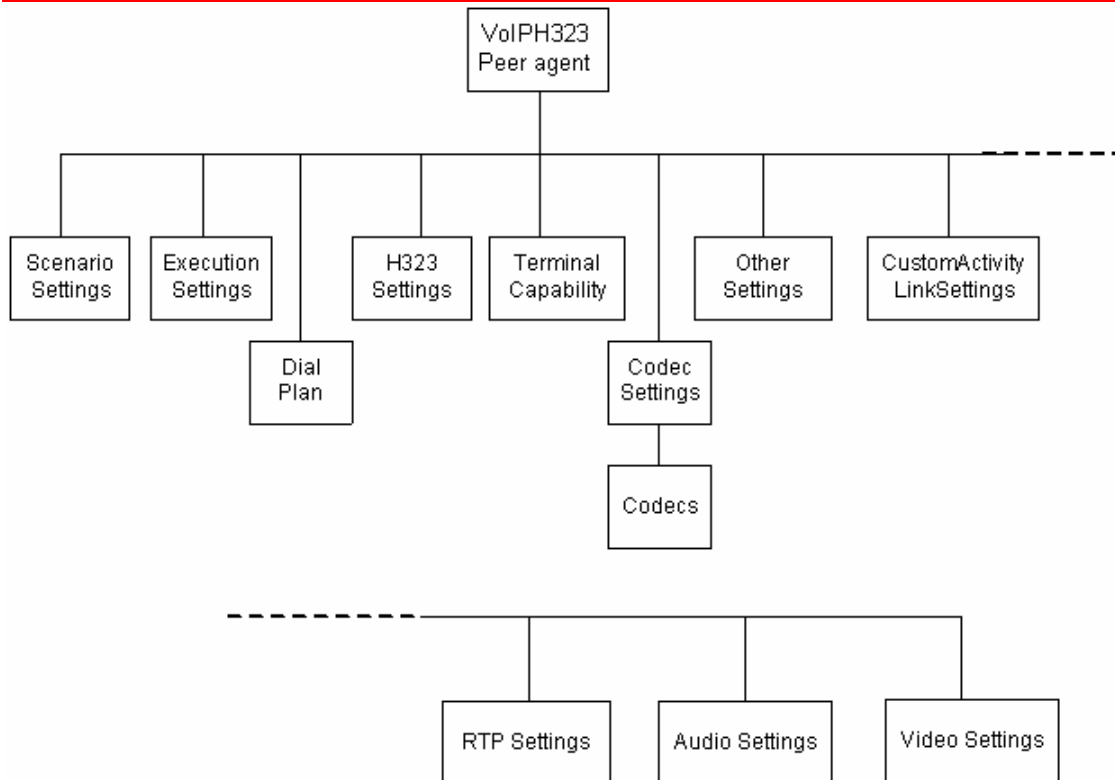 VoIPH323
Peer agent
Scenario
Settings
Execution
Settings
H323
Settings
Terminal
Capability
Other
Settings
CustomActivity
LinkSettings
Dial
Plan
Codec
Settings
Codecs
RTP Settings
Audio Settings
Video Settings